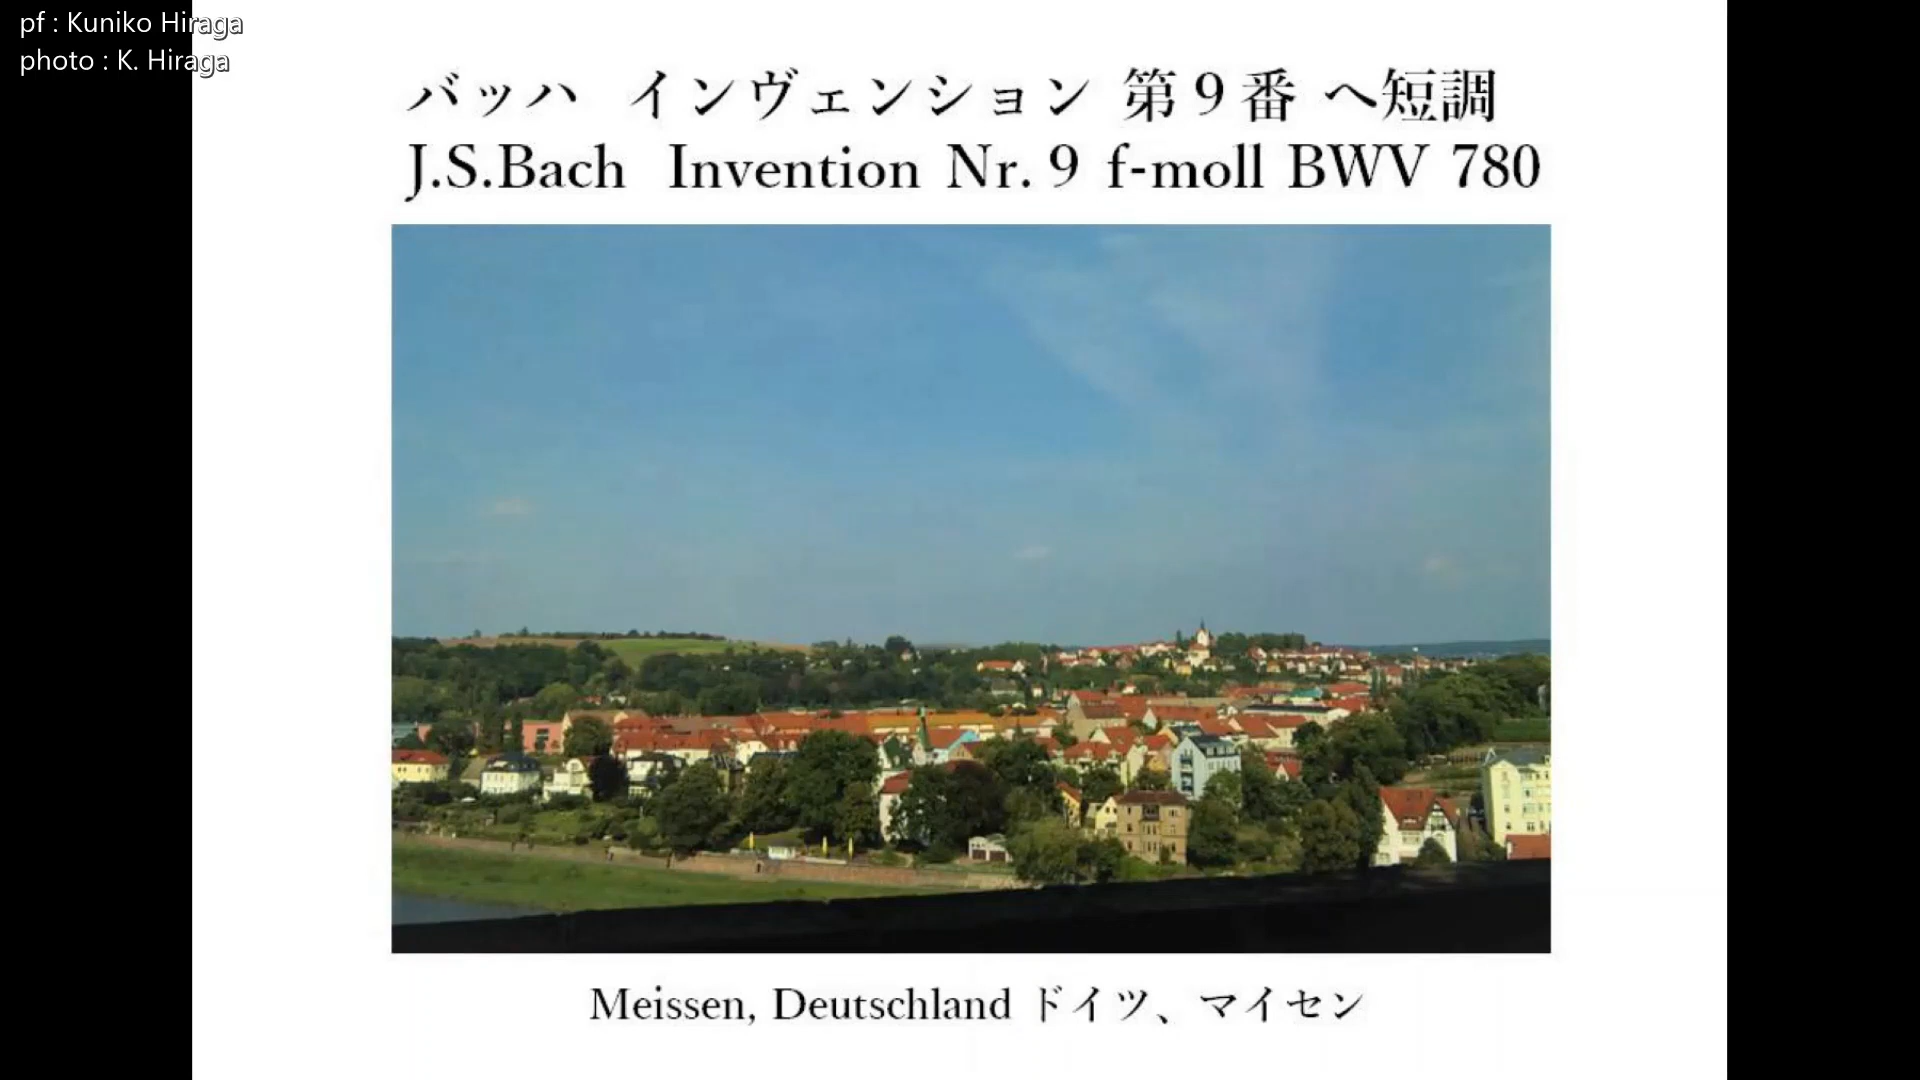 pf : Kuniko Hiraga
photo : K. Hiraga
バッハ インヴェンション 第9番 ヘ短調
J.S.Bach Invention Nr. 9 f-moll BWV 780
Meissen, Deutschland ドイツ、マイセン